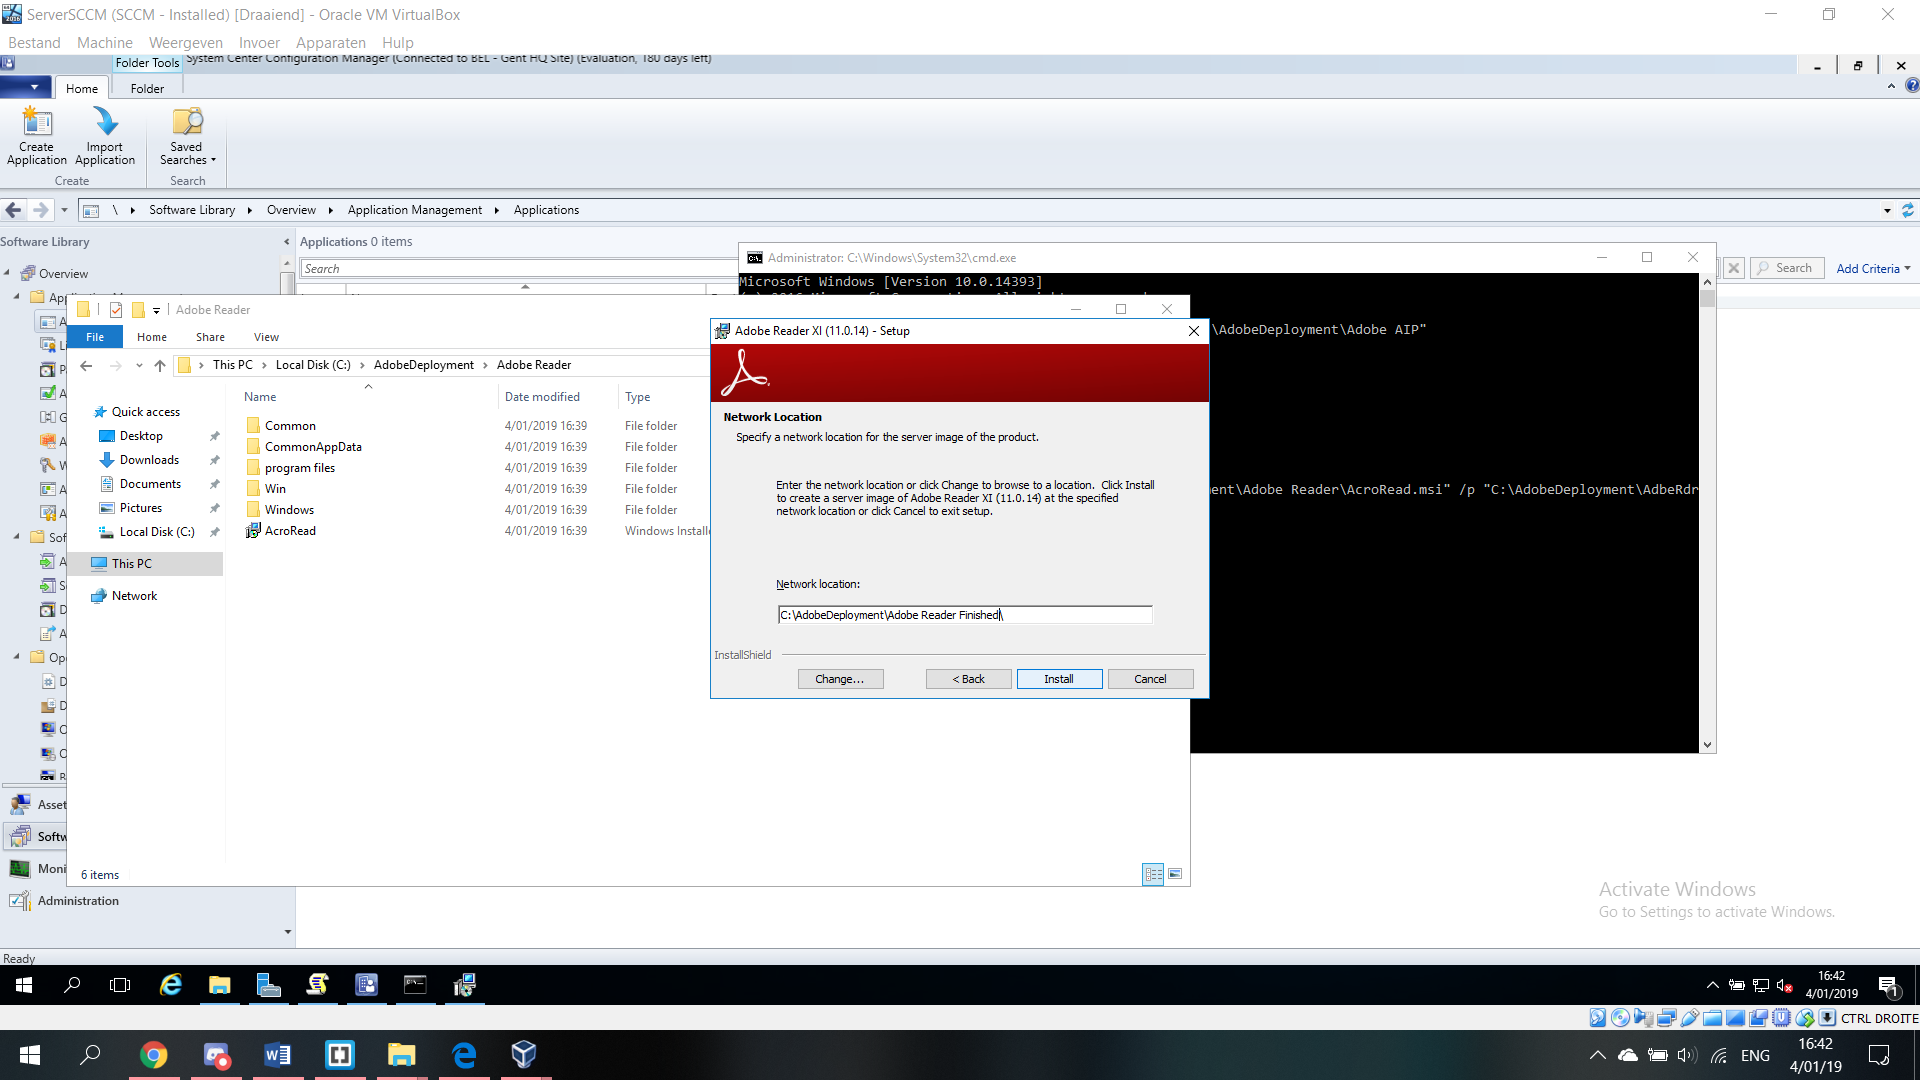 ServerSCCM (SCCM - Installed) [Draaiend] - Oracle VM VirtualBox
Bestand Machine Weergeven Invoer Apparaten Hulp
Folder Tools System Center Configuration Manager (Connected to BEL - Gent HQ Site) (Evaluation, 180 days left)
Home Folder
Create Application
Import Application
Saved Searches
Create
Search
\ Software Library Overview Application Management Applications
Software Library
Applications 0 items
Search
Search
Add Criteria
Overview
Administrator: C:\Windows\System32\cmd.exe
Microsoft Windows [Version 10.0.14393]
\AdobeDeployment\Adobe AIP"
ent\Adobe Reader\AcroRead.msi" /p "C:\AdobeDeployment\AdbeRdr
Adobe Reader
File Home Share View
This PC Local Disk (C:) AdobeDeployment Adobe Reader
Name Date modified Type
Quick access
Desktop
Downloads
Documents
Pictures
Local Disk (C:)
This PC
Network
Common 4/01/2019 16:39 File folder
CommonAppData 4/01/2019 16:39 File folder
program files 4/01/2019 16:39 File folder
Win 4/01/2019 16:39 File folder
Windows 4/01/2019 16:39 File folder
AcroRead 4/01/2019 16:39 Windows Installe
6 items
Adobe Reader XI (11.0.14) - Setup
Network Location
Specify a network location for the server image of the product.
Enter the network location or click Change to browse to a location. Click Install
to create a server image of Adobe Reader XI (11.0.14) at the specified
network location or click Cancel to exit setup.
Network location:
C:\AdobeDeployment\Adobe Reader Finished\
InstallShield
Change... < Back Install Cancel
Asset
Softw
Moni
Administration
Ready
Activate Windows
Go to Settings to activate Windows.
16:42
4/01/2019
1
CTRL DROITE
ENG
16:42
4/01/19